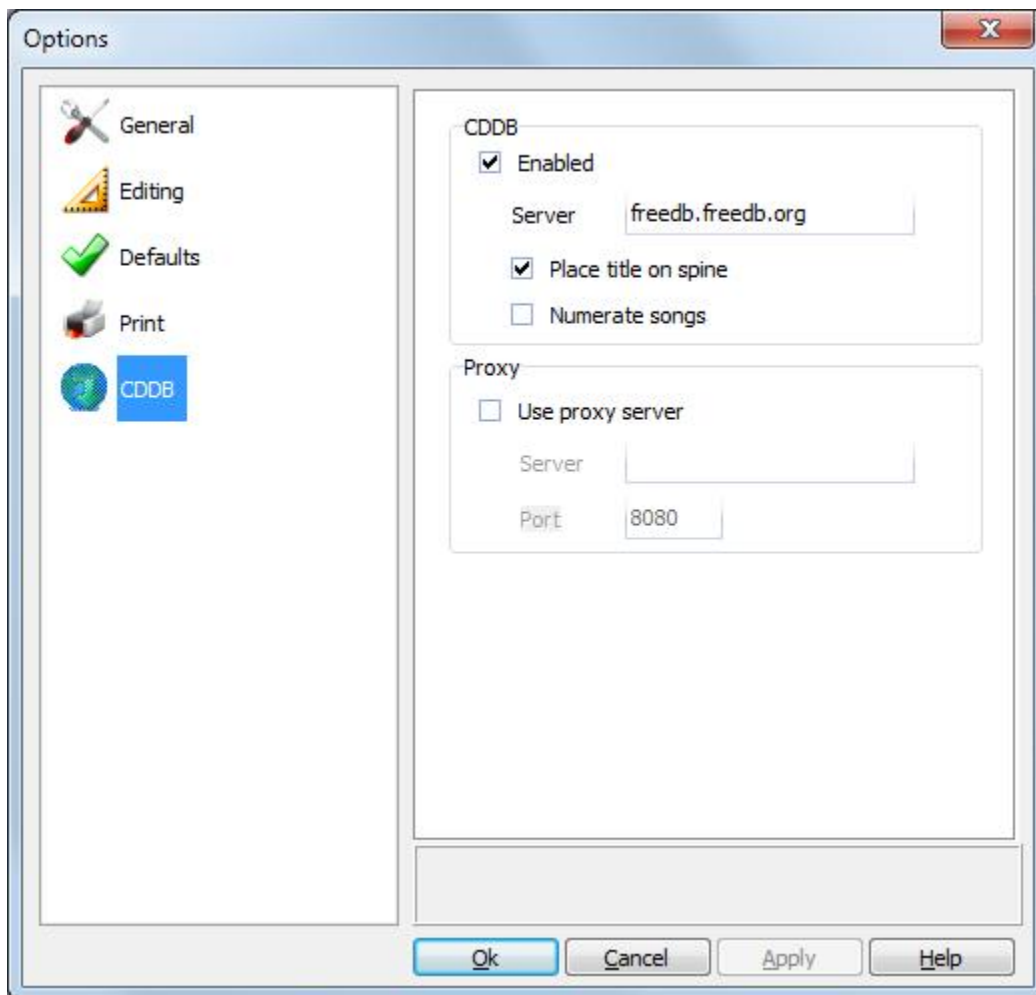 Options
General
Editing
Defaults
Print
CDDB
CDDB
Enabled
Server freedb.freedb.org
Place title on spine
Numerate songs
Proxy
Use proxy server
Server
Port 8080
Ok Cancel Apply Help